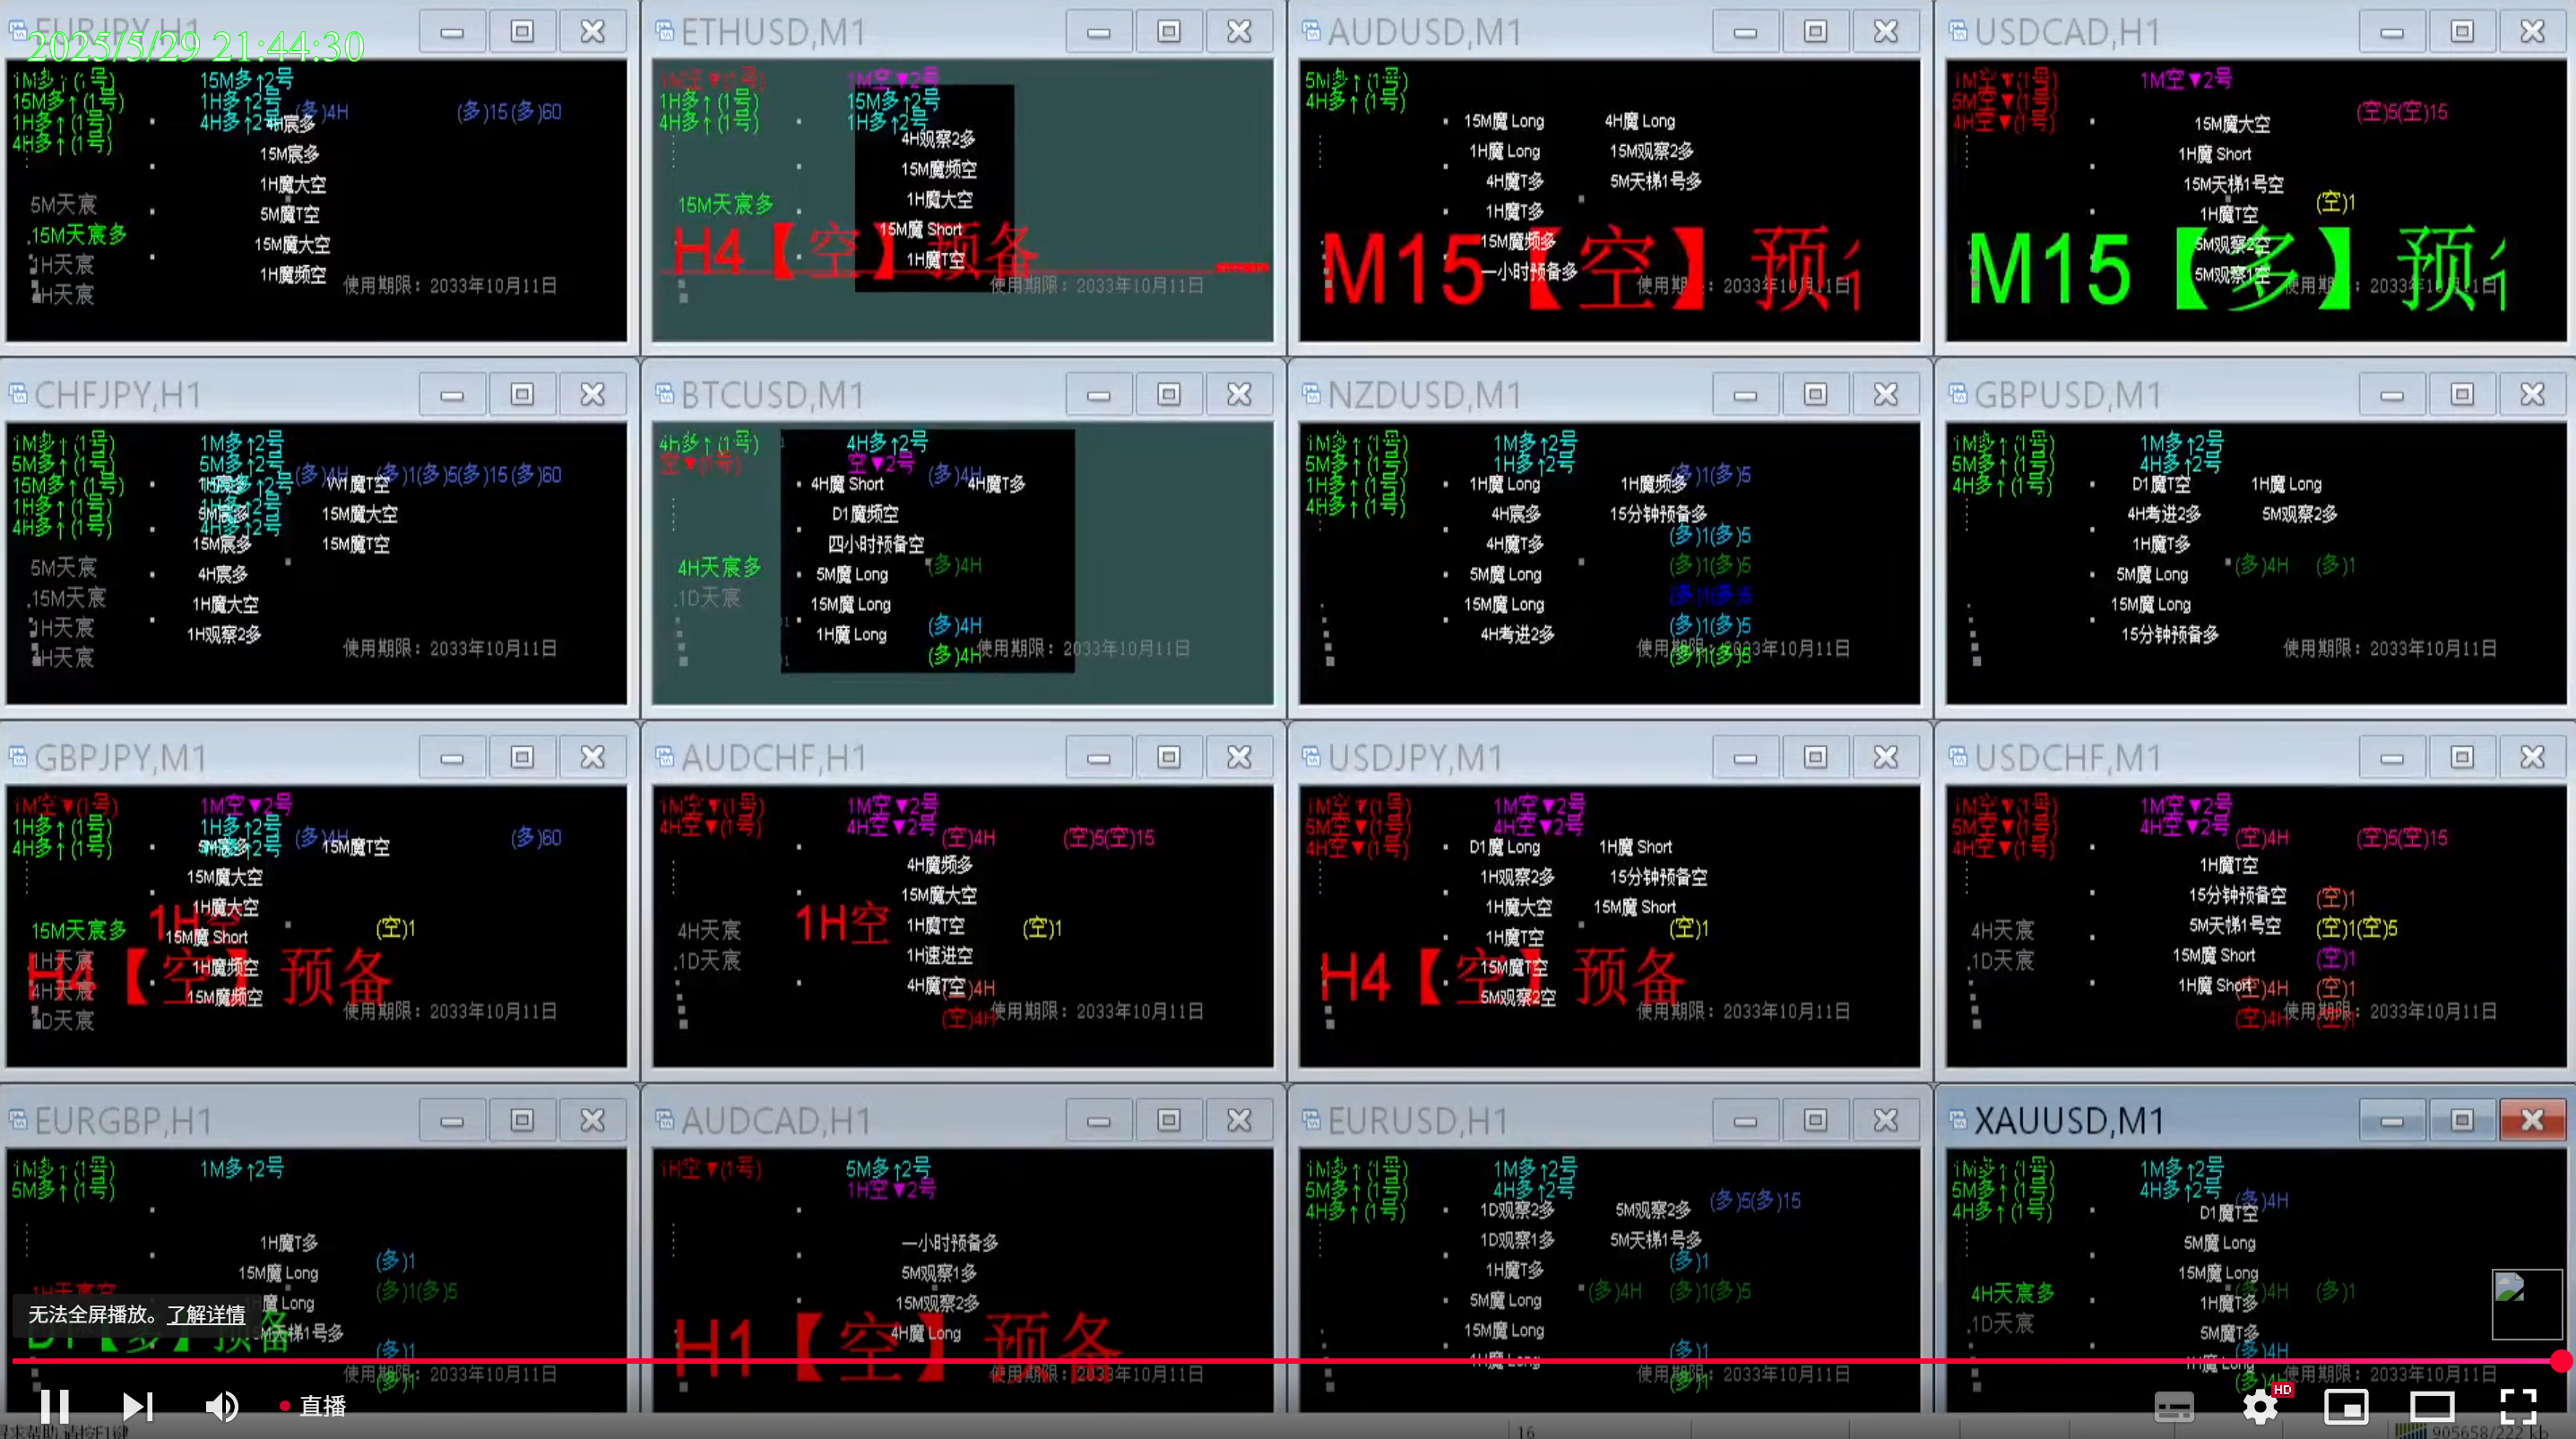 EURJPY,H1
2025/5/29 21:44:30
1M多↑(1号)
15M多↑(1号)
1H多↑(1号)
4H多↑(1号)
15M多↑2号
1H多↑2号
4H多↑2号
(多)4H
(多)15(多)60
4H宸多
15M宸多
1H魔大空
5M魔T空
15M魔大空
1H魔频空
5M天宸
15M天宸多
1H天宸
4H天宸
使用期限：2033年10月11日
ETHUSD,M1
1M空▼(1号)
1H多↑(1号)
4H多↑(1号)
1M空▼2号
15M多↑2号
1H多↑2号
4H观察2多
15M魔频空
1H魔大空
15M魔 Short
1H魔T空
15M天宸多
H4【空】预备
使用期限：2033年10月11日
AUDUSD,M1
5M多↑(1号)
4H多↑(1号)
15M魔 Long
1H魔 Long
4H魔T多
1H魔T多
15M魔频多
一小时预备多
4H魔 Long
15M观察2多
5M天梯1号多
M15【空】预
使用期限：2033年10月11日
USDCAD,H1
1M空▼(1号)
5M空▼(1号)
4H空▼(1号)
1M空▼2号
(空)5(空)15
15M魔大空
1H魔 Short
15M天梯1号空
1H魔T空
5M观察2空
5M观察1空
(空)1
M15【多】预
使用期限：2033年10月11日
CHFJPY,H1
1M多↑(1号)
5M多↑(1号)
15M多↑(1号)
1H多↑(1号)
4H多↑(1号)
1M多↑2号
5M多↑2号
15M多↑2号
1H多↑2号
4H多↑2号
(多)4H
(多)1(多)5(多)15(多)60
1H宸多
5M宸多
15M宸多
4H宸多
1H魔大空
1H观察2多
W1魔T空
15M魔大空
15M魔T空
5M天宸
15M天宸
1H天宸
4H天宸
使用期限：2033年10月11日
BTCUSD,M1
4H多↑(1号)
空▼(1号)
4H多↑2号
空▼2号
(多)4H
4H魔 Short
D1魔频空
四小时预备空
5M魔 Long
15M魔 Long
1H魔 Long
4H魔T多
(多)4H
(多)4H
(多)4H
4H天宸多
1D天宸
使用期限：2033年10月11日
NZDUSD,M1
1M多↑(1号)
5M多↑(1号)
1H多↑(1号)
4H多↑(1号)
1M多↑2号
1H多↑2号
(多)1(多)5
1H魔 Long
4H宸多
4H魔T多
5M魔 Long
15M魔 Long
4H考进2多
1H魔频多
15分钟预备多
(多)1(多)5
(多)1(多)5
(多)1(多)5
(多)1(多)5
(多)1(多)5
使用期限：2033年10月11日
GBPUSD,M1
1M多↑(1号)
5M多↑(1号)
4H多↑(1号)
1M多↑2号
4H多↑2号
D1魔T空
4H考进2多
1H魔T多
5M魔 Long
15M魔 Long
15分钟预备多
1H魔 Long
5M观察2多
(多)4H
(多)1
使用期限：2033年10月11日
GBPJPY,M1
1M空▼(1号)
1H多↑(1号)
4H多↑(1号)
1M空▼2号
1H多↑2号
4H多↑2号
(多)4H
(多)60
5M宸多
15M魔大空
1H魔大空
15M魔 Short
1H魔频空
15M魔频空
15M魔T空
(空)1
15M天宸多
1H天宸
4H天宸
1D天宸
1H空
H4【空】预备
使用期限：2033年10月11日
AUDCHF,H1
1M空▼(1号)
4H空▼(1号)
1M空▼2号
4H空▼2号
(空)4H
(空)5(空)15
4H魔频多
15M魔大空
1H魔T空
1H速进空
4H魔T空
(空)1
4H天宸
1D天宸
1H空
(空)4H
(空)4H
使用期限：2033年10月11日
USDJPY,M1
1M空▼(1号)
5M空▼(1号)
4H空▼(1号)
1M空▼2号
4H空▼2号
D1魔 Long
1H观察2多
1H魔大空
1H魔T空
15M魔T空
5M观察2空
1H魔 Short
15分钟预备空
15M魔 Short
(空)1
H4【空】预备
使用期限：2033年10月11日
USDCHF,M1
1M空▼(1号)
5M空▼(1号)
4H空▼(1号)
1M空▼2号
4H空▼2号
(空)4H
(空)5(空)15
1H魔T空
15分钟预备空
5M天梯1号空
15M魔 Short
1H魔 Short
(空)1
(空)1(空)5
(空)1
(空)4H
(空)1
(空)4H
(空)1
4H天宸
1D天宸
使用期限：2033年10月11日
EURGBP,H1
1M多↑(1号)
5M多↑(1号)
1M多↑2号
1H魔T多
15M魔 Long
1H魔 Long
5M天梯1号多
(多)1
(多)1(多)5
(多)1
(多)1
1H天宸空
D1【多】预备
使用期限：2033年10月11日
AUDCAD,H1
1H空▼(1号)
5M多↑2号
1H空▼2号
一小时预备多
5M观察1多
15M观察2多
4H魔 Long
H1【空】预备
使用期限：2033年10月11日
EURUSD,H1
1M多↑(1号)
5M多↑(1号)
4H多↑(1号)
1M多↑2号
4H多↑2号
(多)5(多)15
1D观察2多
1D观察1多
1H魔T多
5M魔 Long
15M魔 Long
1H魔 Long
5M观察2多
5M天梯1号多
(多)1
(多)4H
(多)1(多)5
(多)1
(多)1
使用期限：2033年10月11日
XAUUSD,M1
1M多↑(1号)
5M多↑(1号)
4H多↑(1号)
1M多↑2号
4H多↑2号
(多)4H
D1魔T空
5M魔 Long
15M魔 Long
1H魔T多
5M魔T多
1H魔 Long
(多)4H
(多)1
(多)4H
(多)4H
4H天宸多
1D天宸
使用期限：2033年10月11日
无法全屏播放。了解详情
直播
HD
16
905658/222 kb